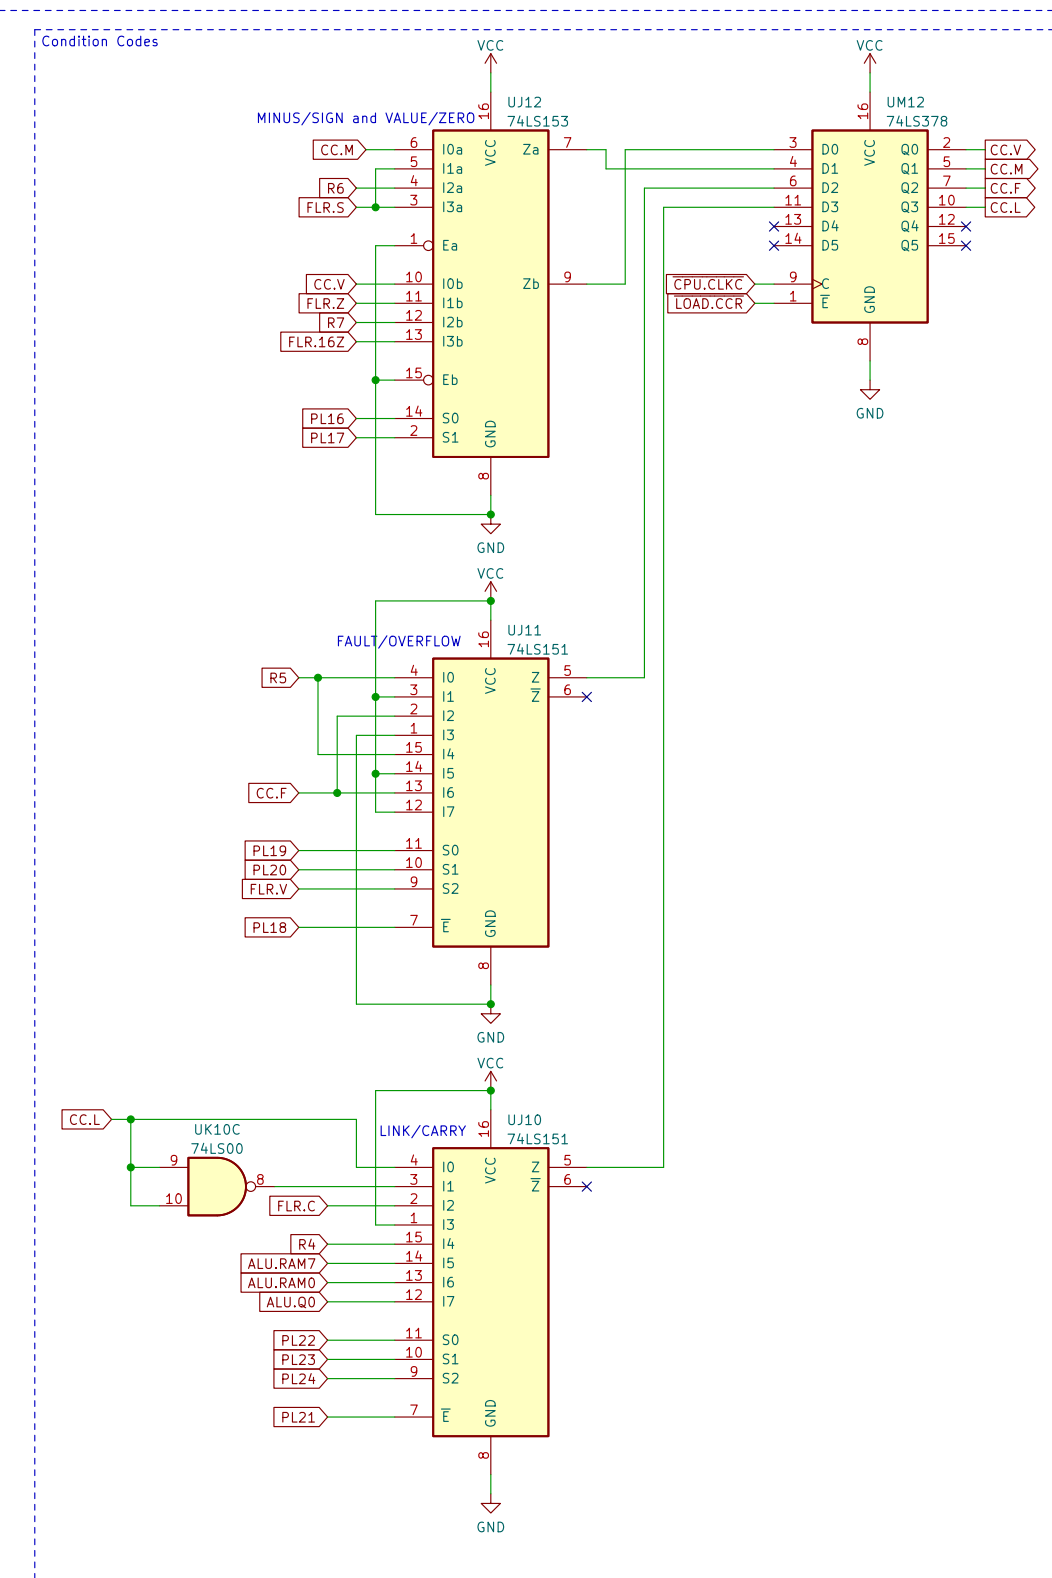 Condition Codes
VCC
16
UJ12
74LS153
MINUS/SIGN and VALUE/ZERO
VCC
CC.M 6 I0a Za 7
5 I1a
R6 4 I2a
FLR.S 3 I3a
1 Ea
CC.V 10 I0b Zb 9
FLR.Z 11 I1b
R7 12 I2b
FLR.16Z 13 I3b
15 Eb
PL16 14 S0
PL17 2 S1
GND
8
GND
VCC
16
UM12
74LS378
VCC
3 D0 Q0 2 CC.V
4 D1 Q1 5 CC.M
6 D2 Q2 7 CC.F
11 D3 Q3 10 CC.L
13 D4 Q4 12
14 D5 Q5 15
CPU.CLKC 9 C
LOAD.CCR 1 E
GND
8
GND
VCC
16
UJ11
74LS151
FAULT/OVERFLOW
VCC
R5 4 I0 Z 5
3 I1 Z 6
2 I2
1 I3
15 I4
14 I5
CC.F 13 I6
12 I7
PL19 11 S0
PL20 10 S1
FLR.V 9 S2
PL18 7 E
GND
8
GND
VCC
16
UJ10
74LS151
LINK/CARRY
VCC
CC.L
UK10C
74LS00
9
10
8
4 I0 Z 5
3 I1 Z 6
FLR.C 2 I2
1 I3
R4 15 I4
ALU.RAM7 14 I5
ALU.RAM0 13 I6
ALU.Q0 12 I7
PL22 11 S0
PL23 10 S1
PL24 9 S2
PL21 7 E
GND
8
GND